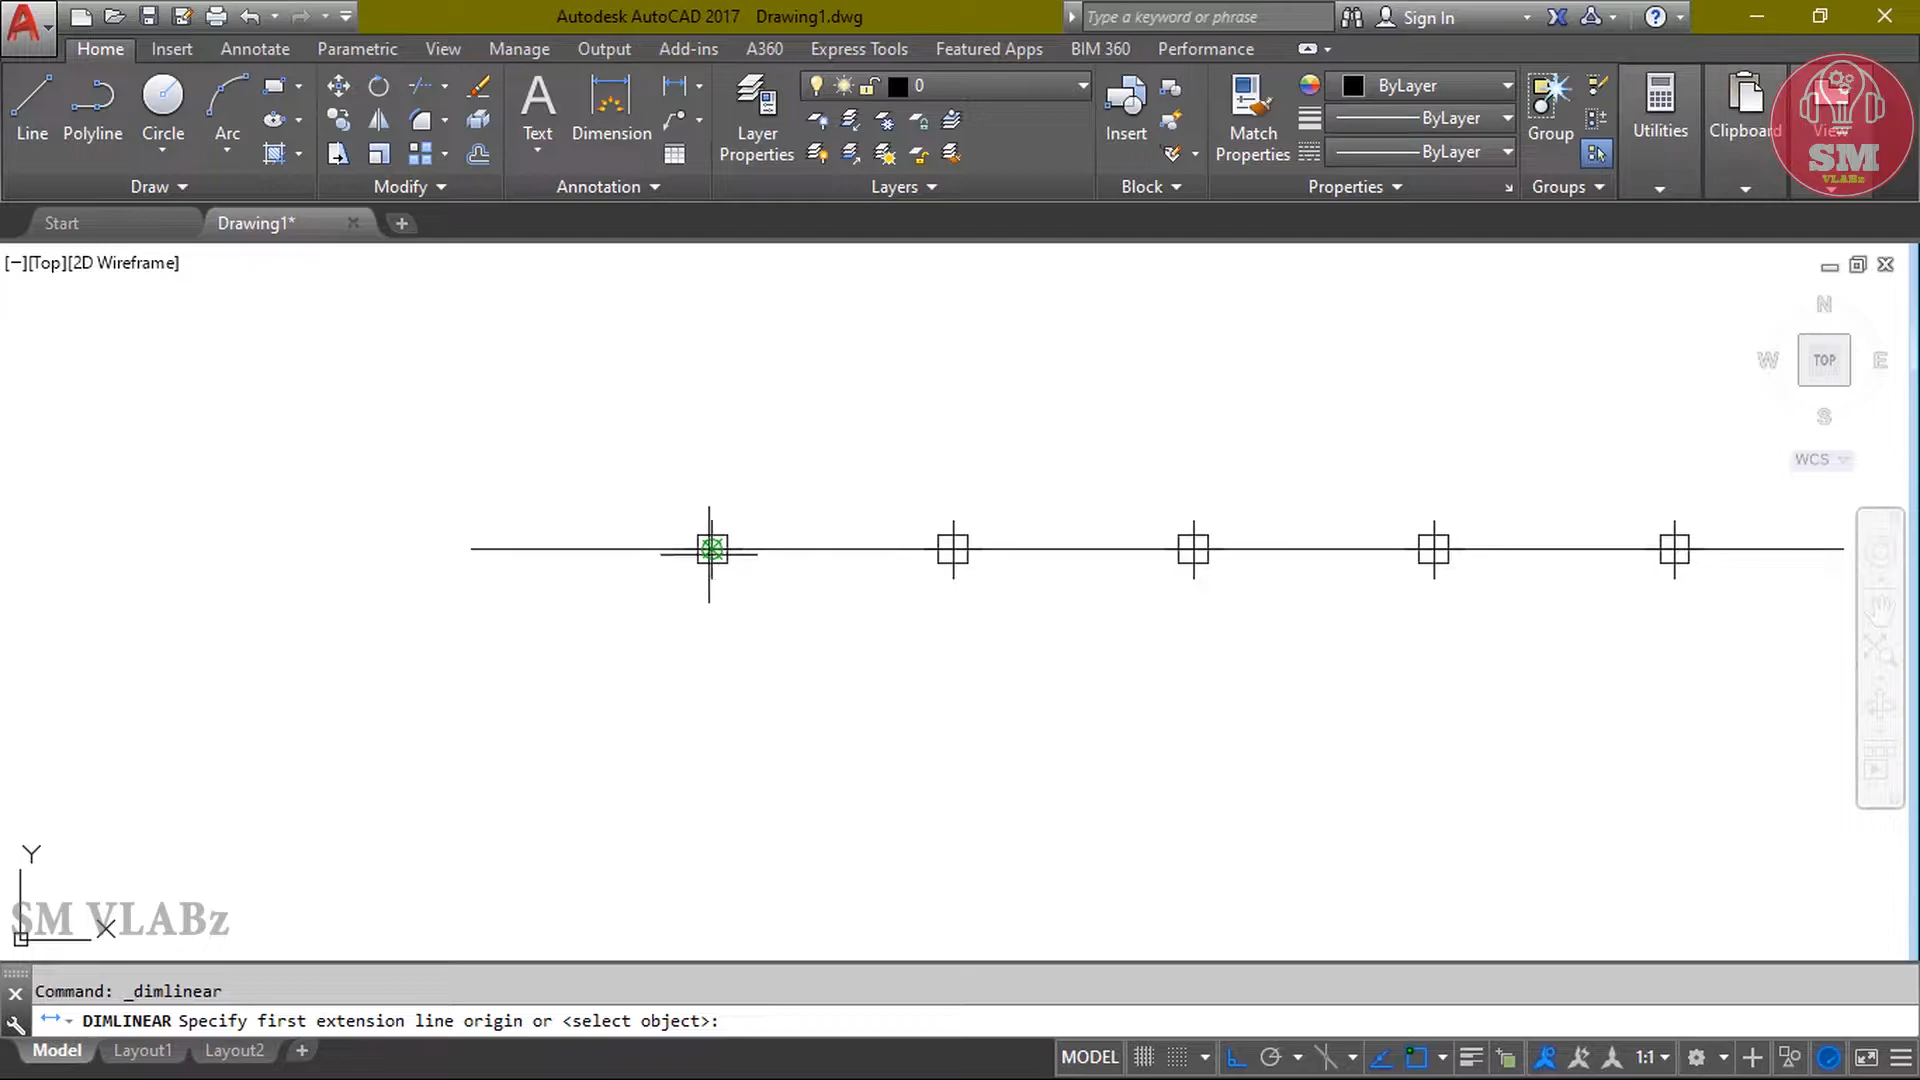 Autodesk AutoCAD 2017 Drawing1.dwg
Type a keyword or phrase
Sign In
Home Insert Annotate Parametric View Manage Output Add-ins A360 Express Tools Featured Apps BIM 360 Performance
Line Polyline Circle Arc
Text Dimension
Layer Properties
0
Insert
Match Properties
ByLayer
ByLayer
ByLayer
Group
Utilities
Clipboard
View
SM
VLABz
Draw Modify Annotation Layers Block Properties Groups
Start Drawing1*
[−][Top][2D Wireframe]
N
W TOP E
S
WCS
Y
X
SM VLABz
Command: _dimlinear
DIMLINEAR Specify first extension line origin or <select object>:
Model Layout1 Layout2
MODEL 1:1